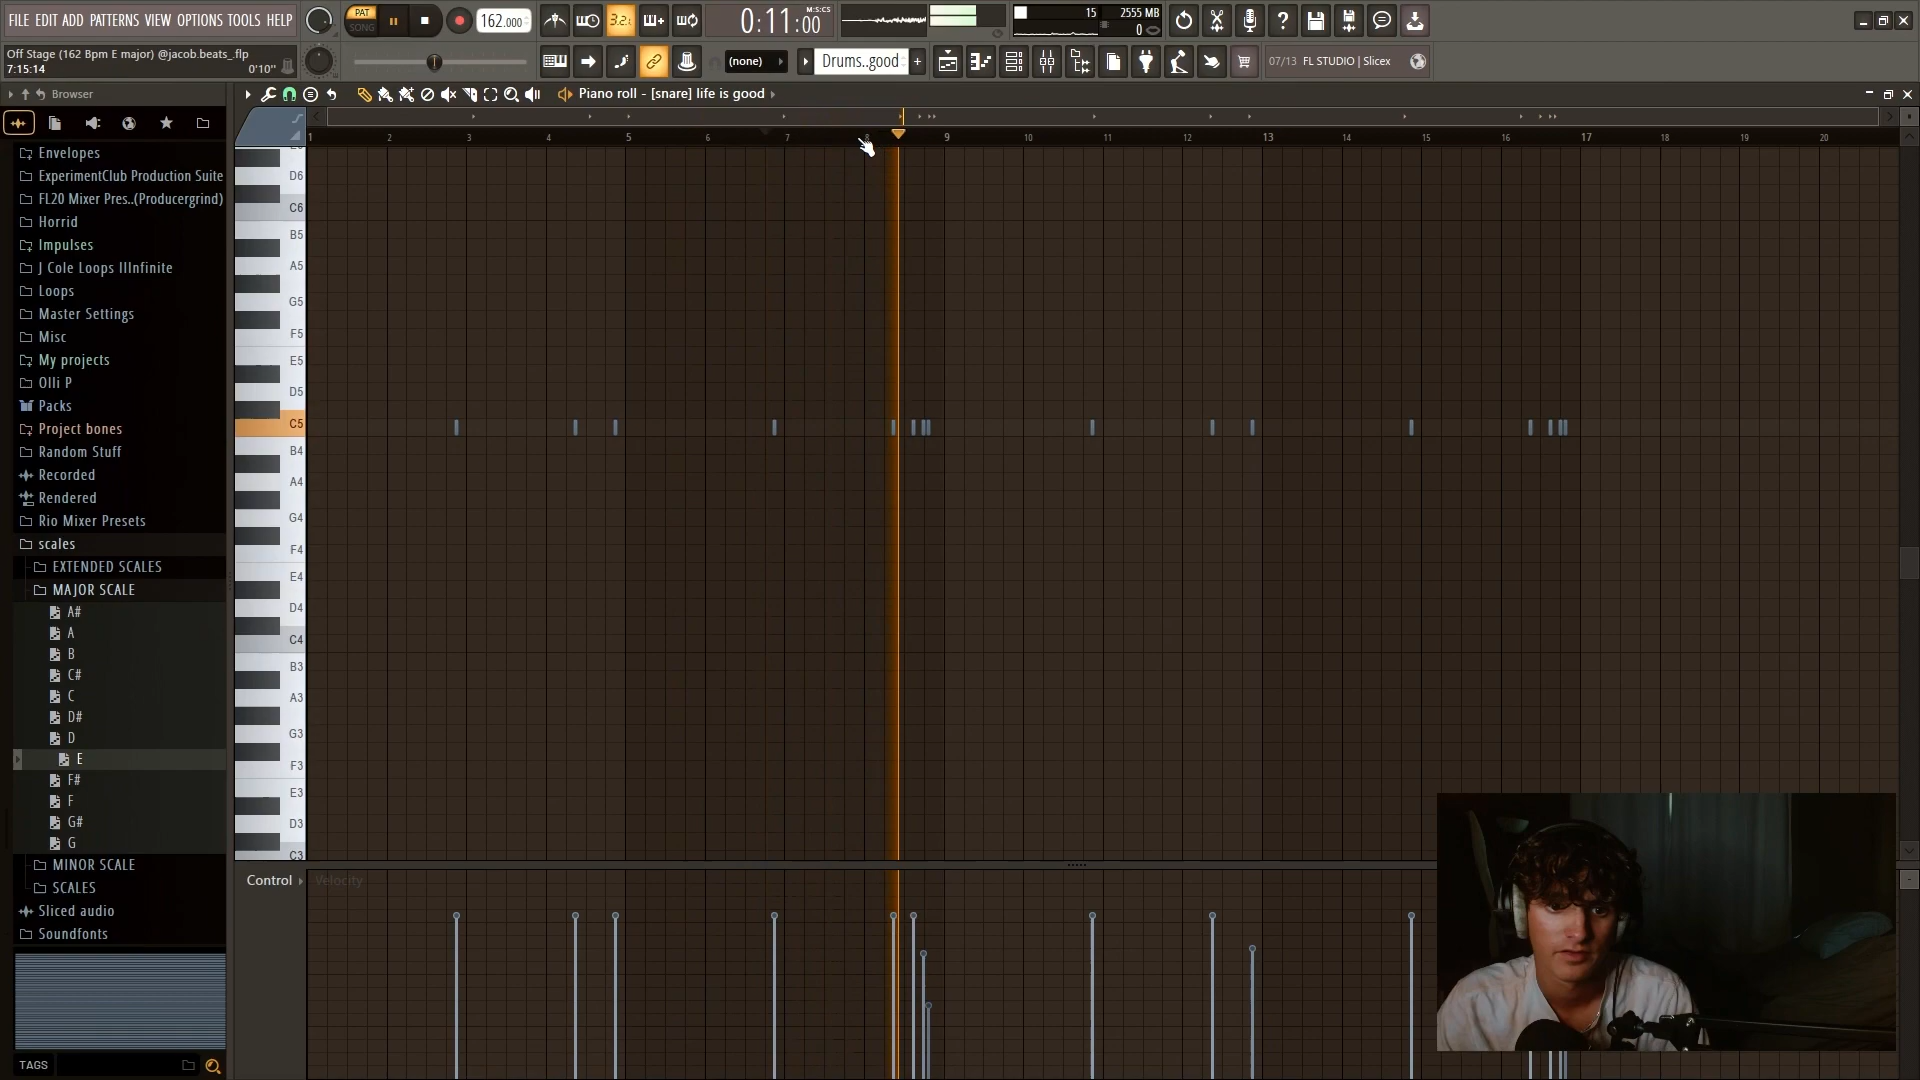 FILE EDIT ADD PATTERNS VIEW OPTIONS TOOLS HELP
PAT
SONG
162.000
3.2.
0:11:00
M:S:CS
15
2555 MB
0
Off Stage (162 Bpm E major) @jacob.beats_.flp
7:15:14
0'10"
(none)
Drums..good
07/13 FL STUDIO | Slicex
Browser
Piano roll - [snare] life is good
Envelopes
ExperimentClub Production Suite
FL20 Mixer Pres..(Producergrind)
Horrid
Impulses
J Cole Loops IIInfinite
Loops
Master Settings
Misc
My projects
Olli P
Packs
Project bones
Random Stuff
Recorded
Rendered
Rio Mixer Presets
scales
EXTENDED SCALES
MAJOR SCALE
A#
A
B
C#
C
D#
D
E
F#
F
G#
G
MINOR SCALE
SCALES
Sliced audio
Soundfonts
TAGS
1 2 3 4 5 6 7 8 9 10 11 12 13 14 15 16 17 18 19 20
D6
C6
B5
A5
G5
F5
E5
D5
C5
B4
A4
G4
F4
E4
D4
C4
B3
A3
G3
F3
E3
D3
C3
Control
Velocity